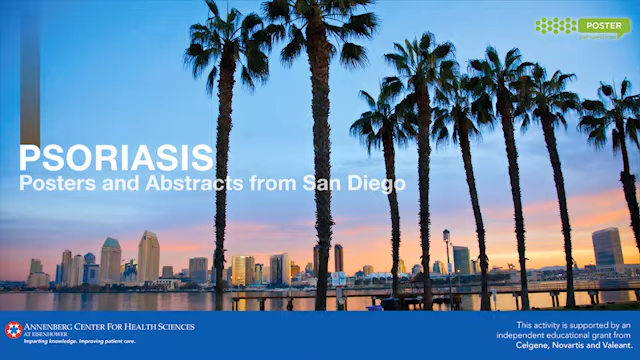 POSTER
PSORIASIS
Posters and Abstracts from San Diego
ANNENBERG CENTER FOR HEALTH SCIENCES
AT EISENHOWER
Imparting knowledge. Improving patient care.
This activity is supported by an
independent educational grant from
Celgene, Novartis and Valeant.